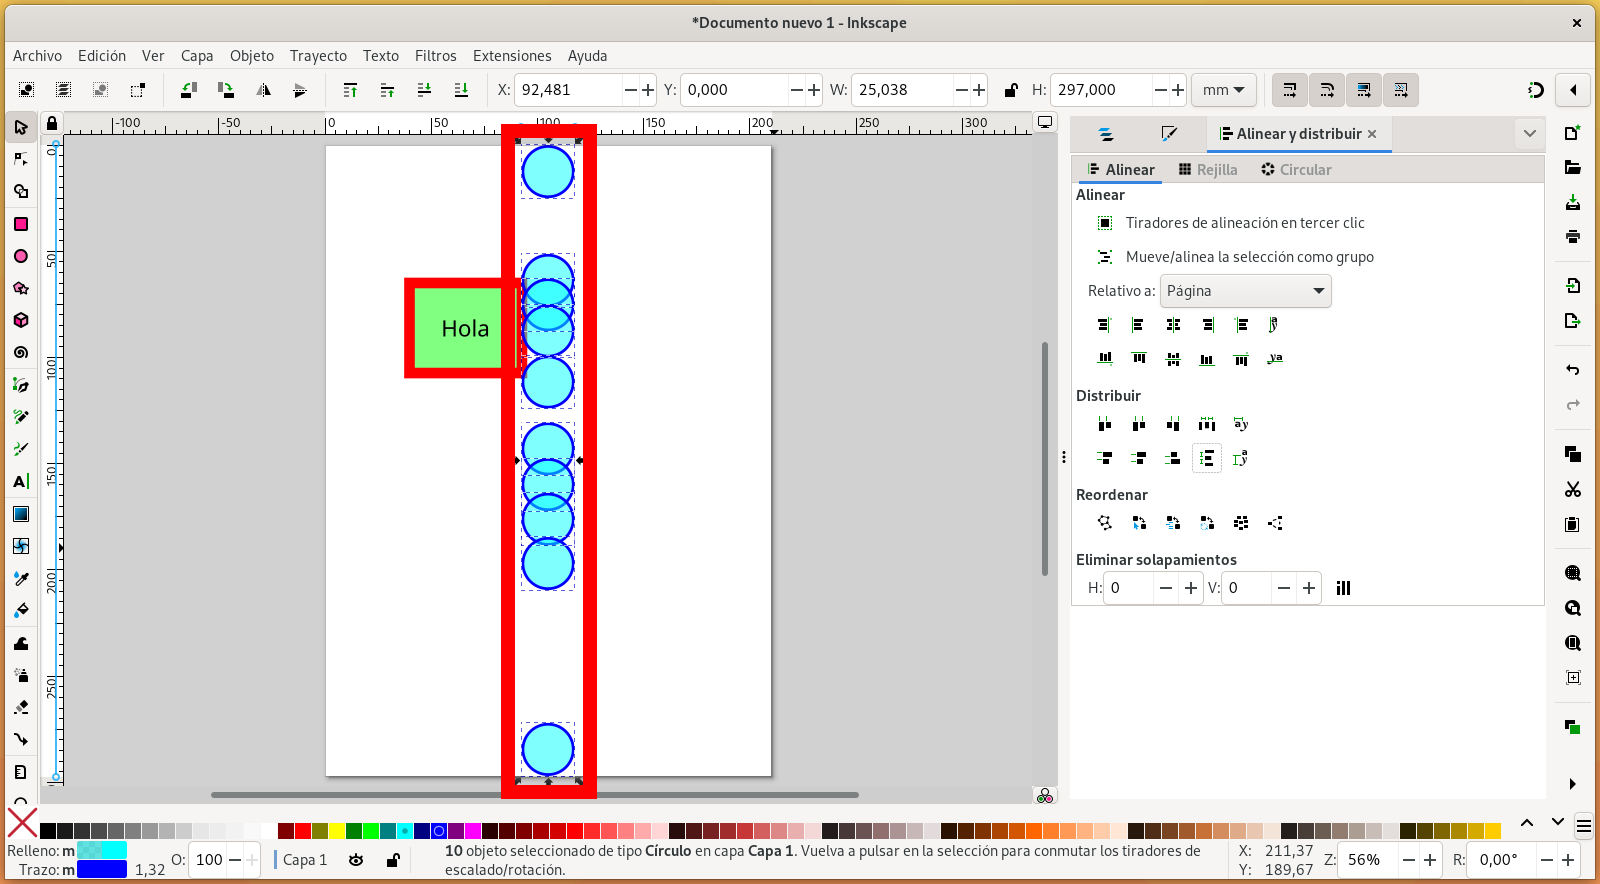 *Documento nuevo 1 - Inkscape
Archivo Edición Ver Capa Objeto Trayecto Texto Filtros Extensiones Ayuda
X: 92,481 Y: 0,000 W: 25,038 H: 297,000 mm
-100 -50 0 50 100 150 200 250 300
0
50
100
150
200
250
Hola
Alinear y distribuir
Alinear Rejilla Circular
Alinear
Tiradores de alineación en tercer clic
Mueve/alinea la selección como grupo
Relativo a: Página
Distribuir
Reordenar
Eliminar solapamientos
H: 0 V: 0
Relleno: m
Trazo: m 1,32
O: 100
Capa 1
10 objeto seleccionado de tipo Círculo en capa Capa 1. Vuelva a pulsar en la selección para conmutar los tiradores de
escalado/rotación.
X: 211,37
Y: 189,67
Z: 56%
R: 0,00°